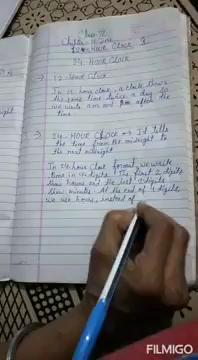 Class IV
Chapter - 4 Time
12-HOUR CLOCK &
24-HOUR CLOCK
→ 12-HOUR CLOCK
In 12 hour clock, a clock shows
the same time twice a day so
we write am and pm after the
time.
→ 24-HOUR CLOCK → It tells
the time from the midnight to
the next midnight
In 24 hour clock format, we write
time in 4 digits. The first 2 digits
show hours and the last 2 digits
show minutes. At the end of 4 digits
we use hours, instead of
FILMIGO